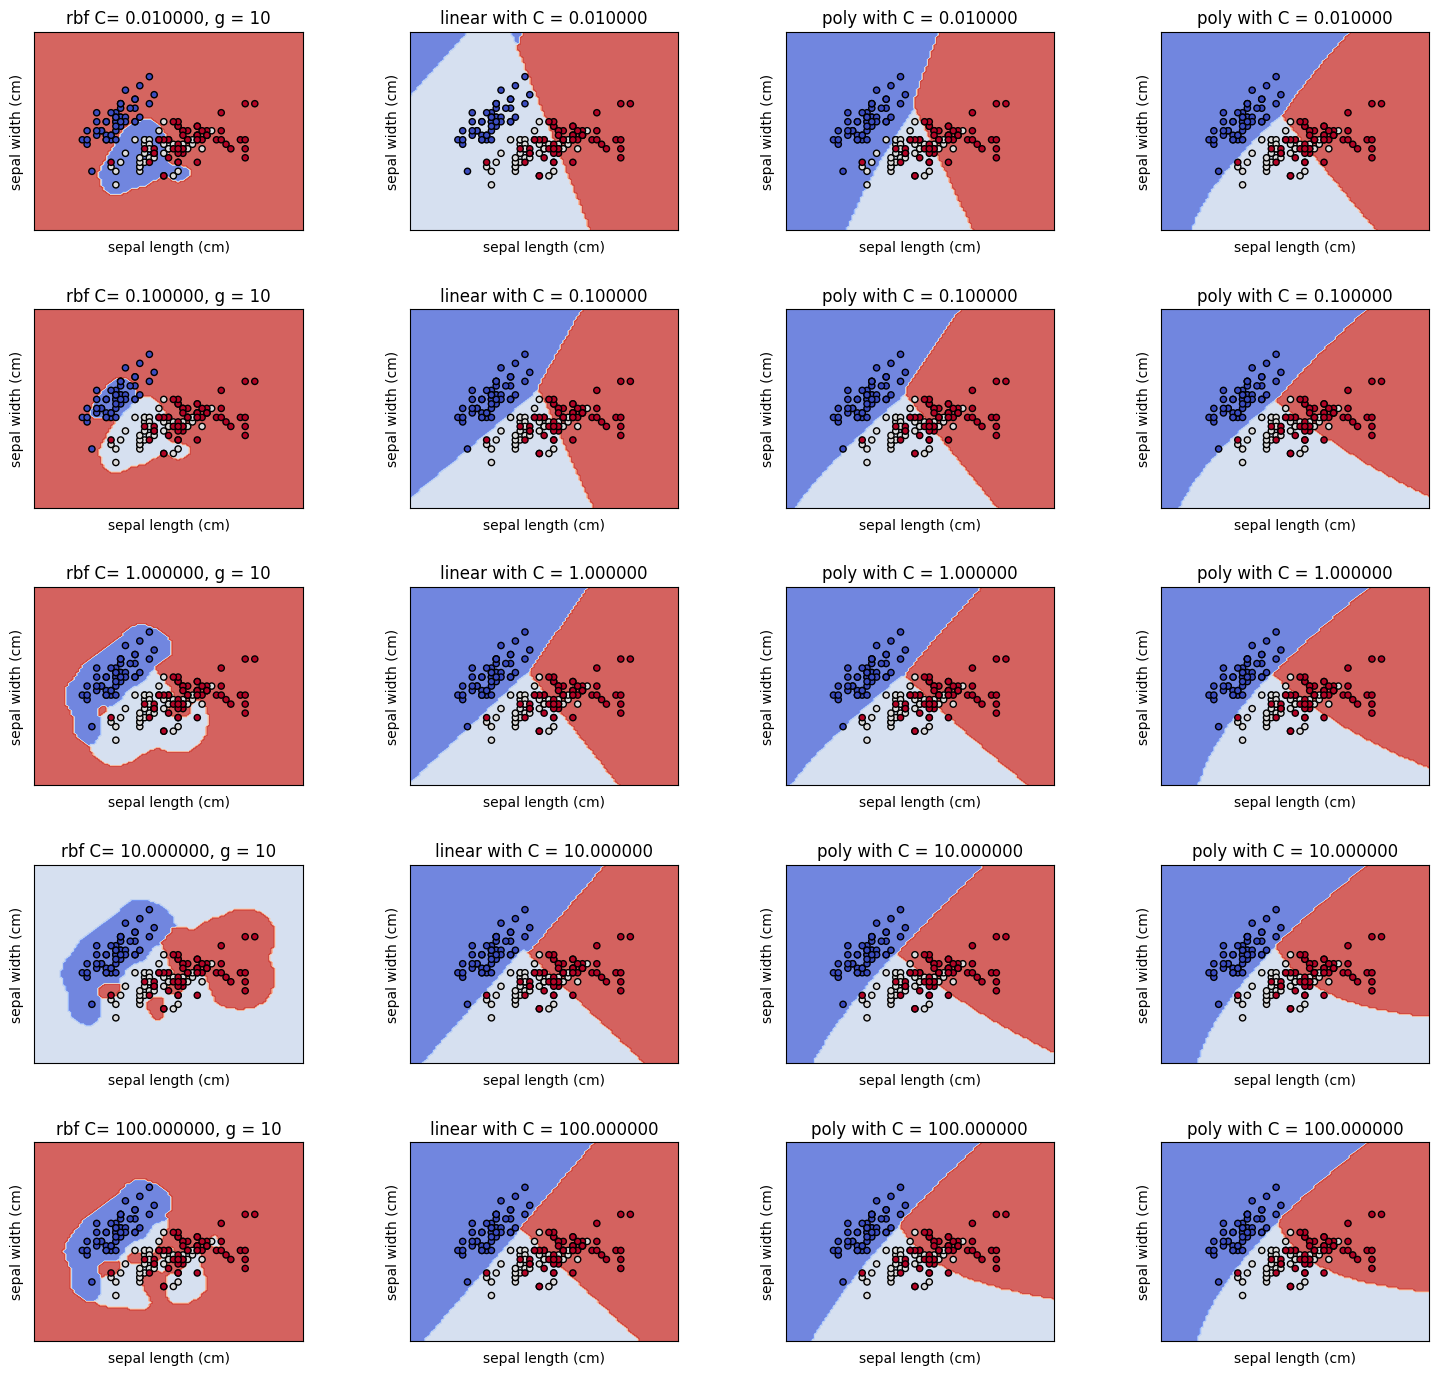 rbf C= 0.010000, g = 10
linear with C = 0.010000
poly with C = 0.010000
poly with C = 0.010000
sepal width (cm)
sepal width (cm)
sepal width (cm)
sepal width (cm)
sepal length (cm)
sepal length (cm)
sepal length (cm)
sepal length (cm)
rbf C= 0.100000, g = 10
linear with C = 0.100000
poly with C = 0.100000
poly with C = 0.100000
sepal width (cm)
sepal width (cm)
sepal width (cm)
sepal width (cm)
sepal length (cm)
sepal length (cm)
sepal length (cm)
sepal length (cm)
rbf C= 1.000000, g = 10
linear with C = 1.000000
poly with C = 1.000000
poly with C = 1.000000
sepal width (cm)
sepal width (cm)
sepal width (cm)
sepal width (cm)
sepal length (cm)
sepal length (cm)
sepal length (cm)
sepal length (cm)
rbf C= 10.000000, g = 10
linear with C = 10.000000
poly with C = 10.000000
poly with C = 10.000000
sepal width (cm)
sepal width (cm)
sepal width (cm)
sepal width (cm)
sepal length (cm)
sepal length (cm)
sepal length (cm)
sepal length (cm)
rbf C= 100.000000, g = 10
linear with C = 100.000000
poly with C = 100.000000
poly with C = 100.000000
sepal width (cm)
sepal width (cm)
sepal width (cm)
sepal width (cm)
sepal length (cm)
sepal length (cm)
sepal length (cm)
sepal length (cm)